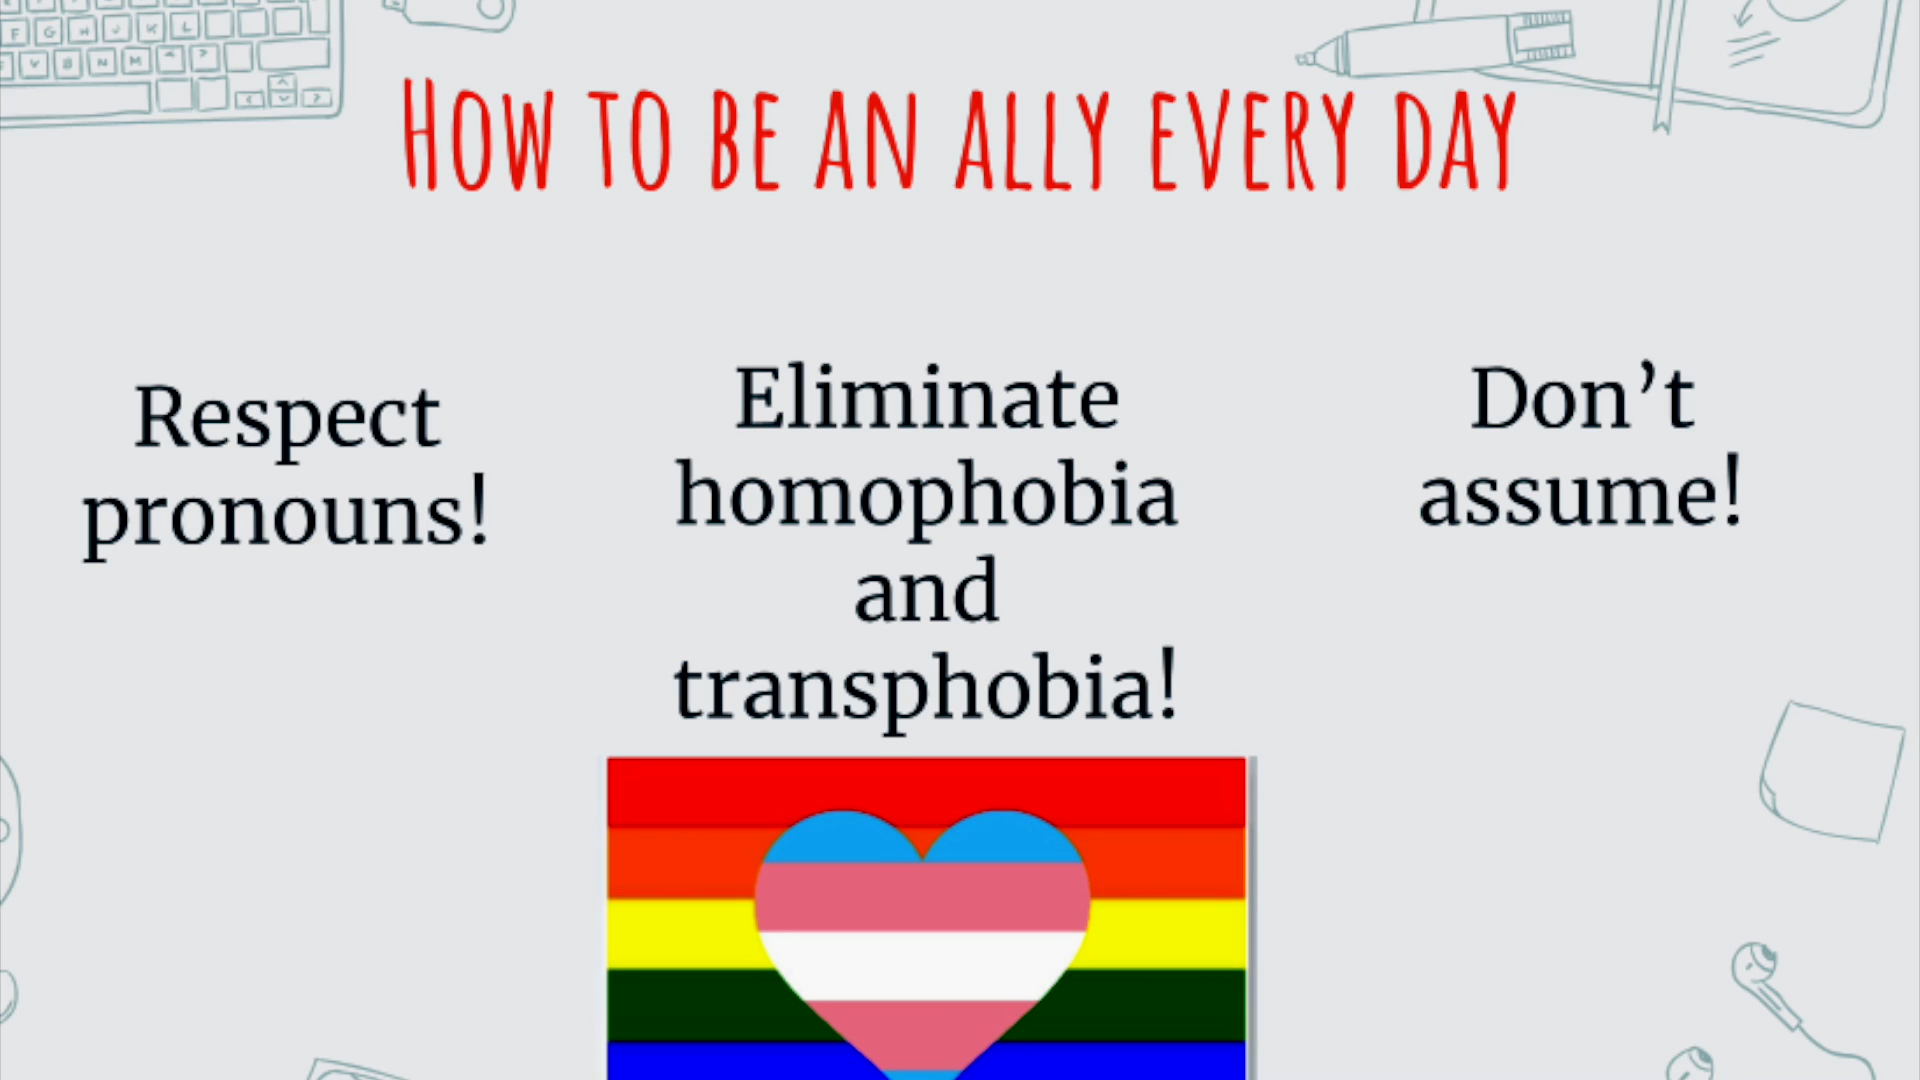 How to be an ally every day
Respect
pronouns!
Eliminate
homophobia
and
transphobia!
Don’t
assume!
F G H J K L
V B N M